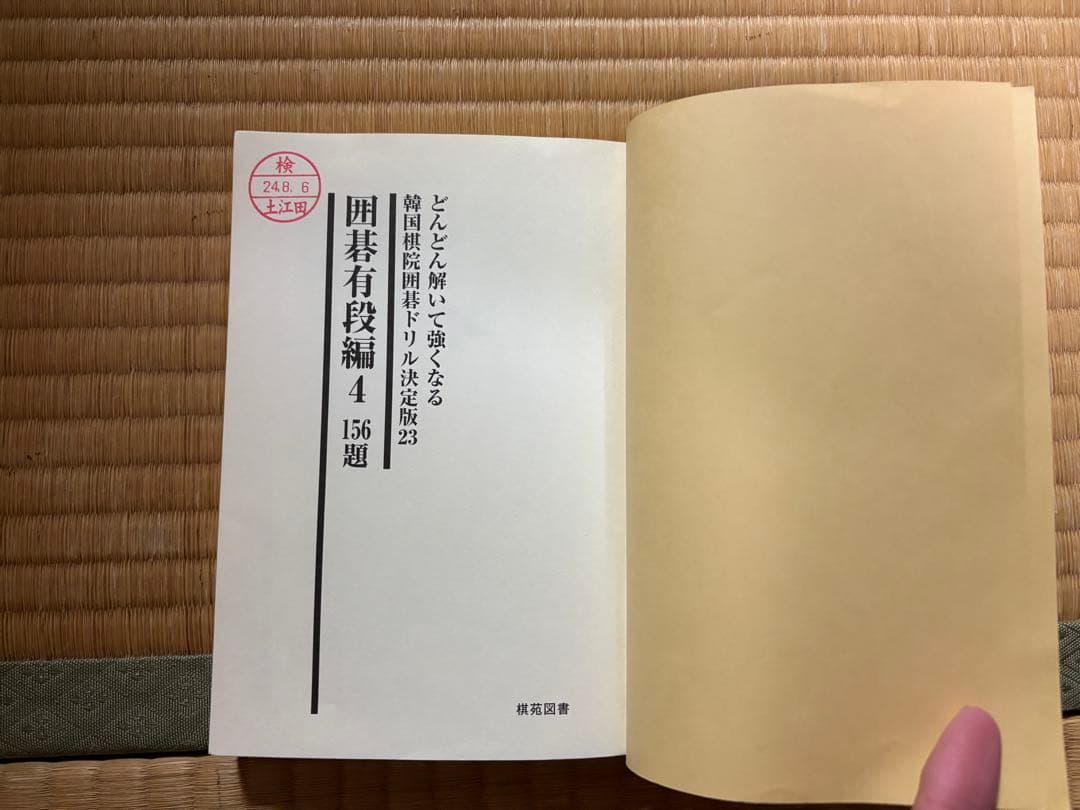 どんどん解いて強くなる
韓国棋院囲碁ドリル決定版23
囲碁有段編4 156題
検
24.8.6
土江田
棋苑図書